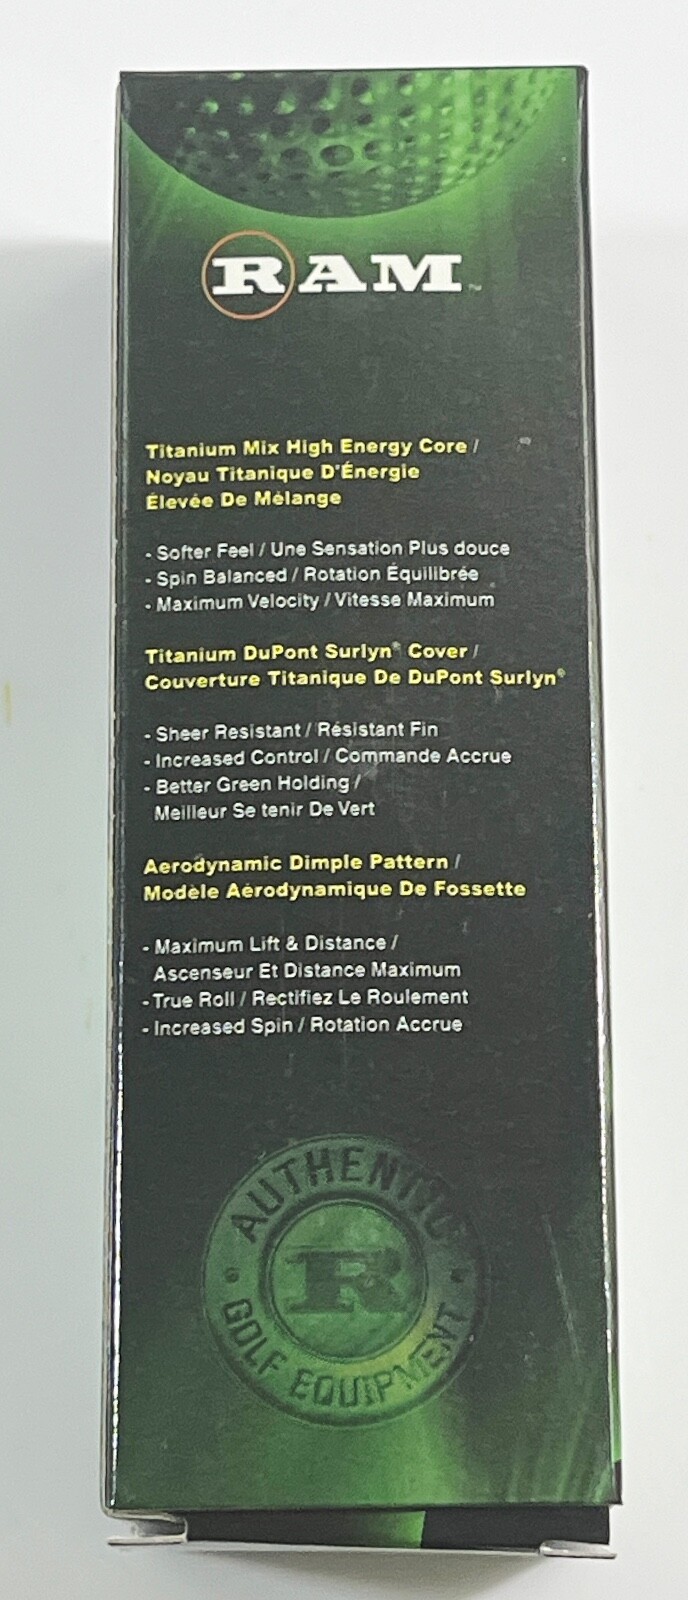 RAM™
Titanium Mix High Energy Core /
Noyau Titanique D'Énergie
Élevée De Mélange
- Softer Feel / Une Sensation Plus douce
- Spin Balanced / Rotation Équilibrée
- Maximum Velocity / Vitesse Maximum
Titanium DuPont Surlyn® Cover /
Couverture Titanique De DuPont Surlyn®
- Sheer Resistant / Résistant Fin
- Increased Control / Commande Accrue
- Better Green Holding /
Meilleur Se tenir De Vert
Aerodynamic Dimple Pattern /
Modèle Aérodynamique De Fossette
- Maximum Lift & Distance /
Ascenseur Et Distance Maximum
- True Roll / Rectifiez Le Roulement
- Increased Spin / Rotation Accrue
AUTHENTIC
R
GOLF EQUIPMENT